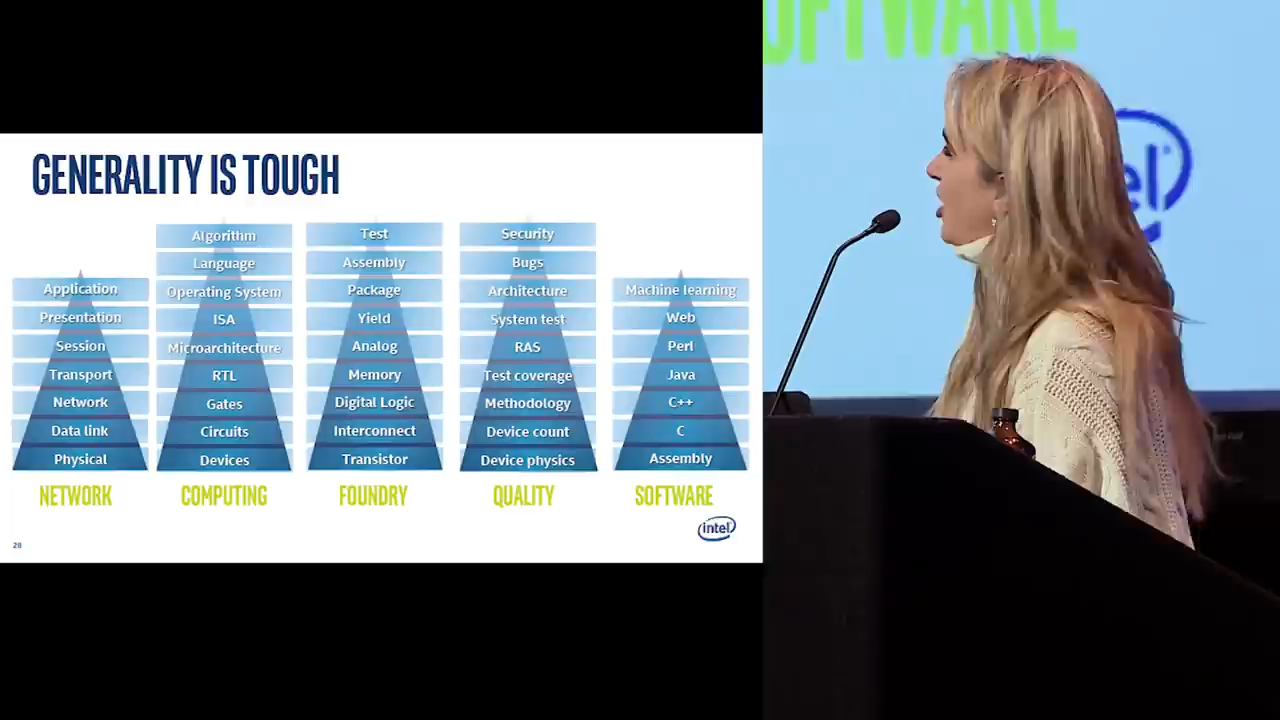 GENERALITY IS TOUGH
Application
Presentation
Session
Transport
Network
Data link
Physical
NETWORK
Algorithm
Language
Operating System
ISA
Microarchitecture
RTL
Gates
Circuits
Devices
COMPUTING
Test
Assembly
Package
Yield
Analog
Memory
Digital Logic
Interconnect
Transistor
FOUNDRY
Security
Bugs
Architecture
System test
RAS
Test coverage
Methodology
Device count
Device physics
QUALITY
Machine learning
Web
Perl
Java
C++
C
Assembly
SOFTWARE
intel
28